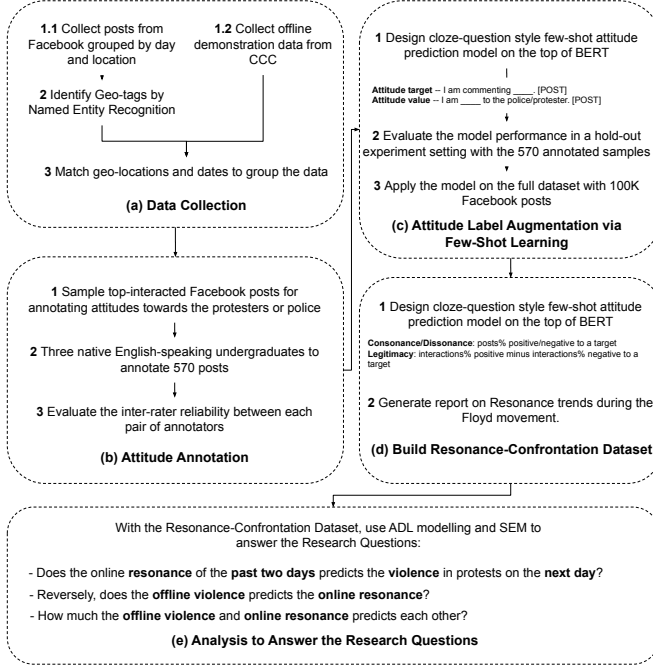 1.1 Collect posts from
Facebook grouped by day
and location
1.2 Collect offline
demonstration data from
CCC
2 Identify Geo-tags by
Named Entity Recognition
3 Match geo-locations and dates to group the data
(a) Data Collection
1 Sample top-interacted Facebook posts for
annotating attitudes towards the protesters or police
2 Three native English-speaking undergraduates to
annotate 570 posts
3 Evaluate the inter-rater reliability between each
pair of annotators
(b) Attitude Annotation
1 Design cloze-question style few-shot attitude
prediction model on the top of BERT
Attitude target -- I am commenting ____. [POST]
Attitude value -- I am ____ to the police/protester. [POST]
2 Evaluate the model performance in a hold-out
experiment setting with the 570 annotated samples
3 Apply the model on the full dataset with 100K
Facebook posts
(c) Attitude Label Augmentation via
Few-Shot Learning
1 Design cloze-question style few-shot attitude
prediction model on the top of BERT
Consonance/Dissonance: posts% positive/negative to a target
Legitimacy: interactions% positive minus interactions% negative to a
target
2 Generate report on Resonance trends during the
Floyd movement.
(d) Build Resonance-Confrontation Dataset
With the Resonance-Confrontation Dataset, use ADL modelling and SEM to
answer the Research Questions:
- Does the online resonance of the past two days predicts the violence in protests on the next day?
- Reversely, does the offline violence predicts the online resonance?
- How much the offline violence and online resonance predicts each other?
(e) Analysis to Answer the Research Questions